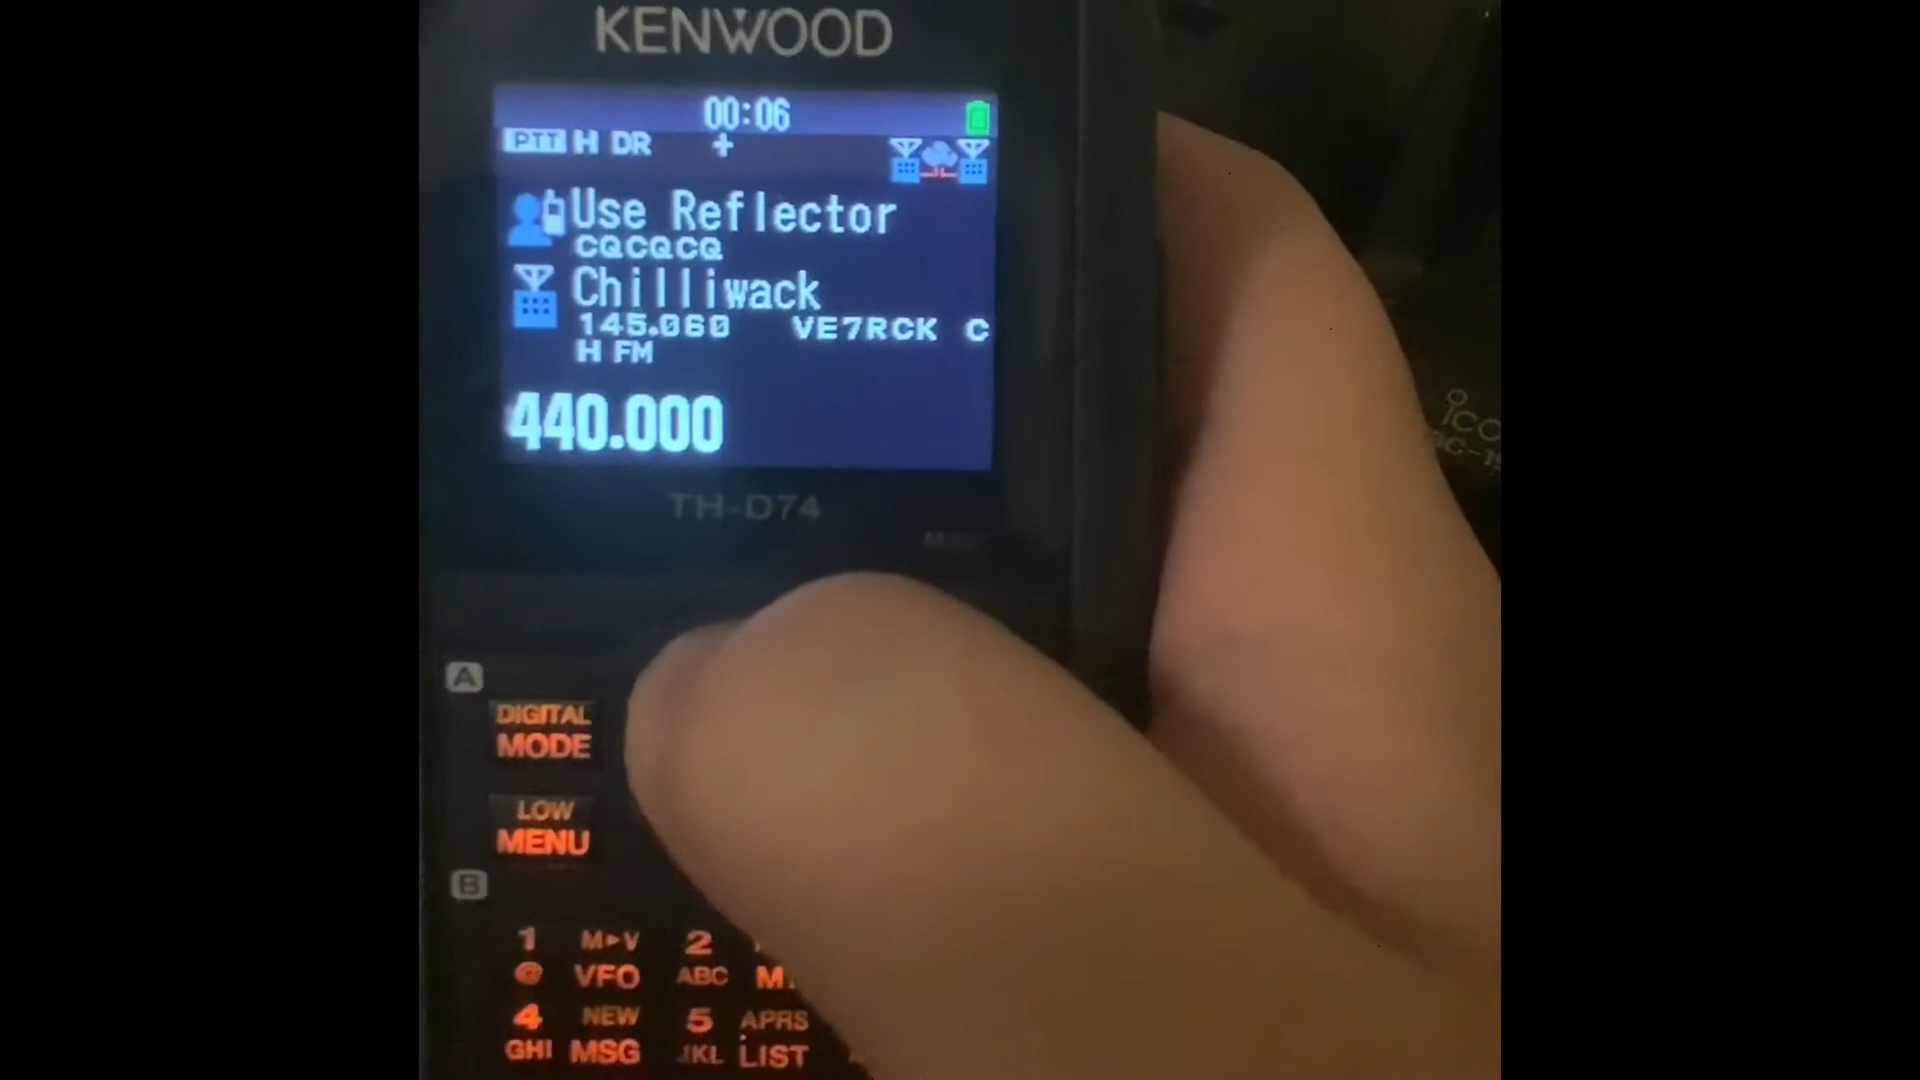 KENWOOD
00:06
PTT H DR +
Use Reflector
CQCQCQ
Chilliwack
145.060 VE7RCK C
H FM
440.000
TH-D74
A
DIGITAL
MODE
LOW
MENU
B
1 M►V 2
@ VFO ABC
4 NEW 5 APRS
GHI MSG JKL LIST